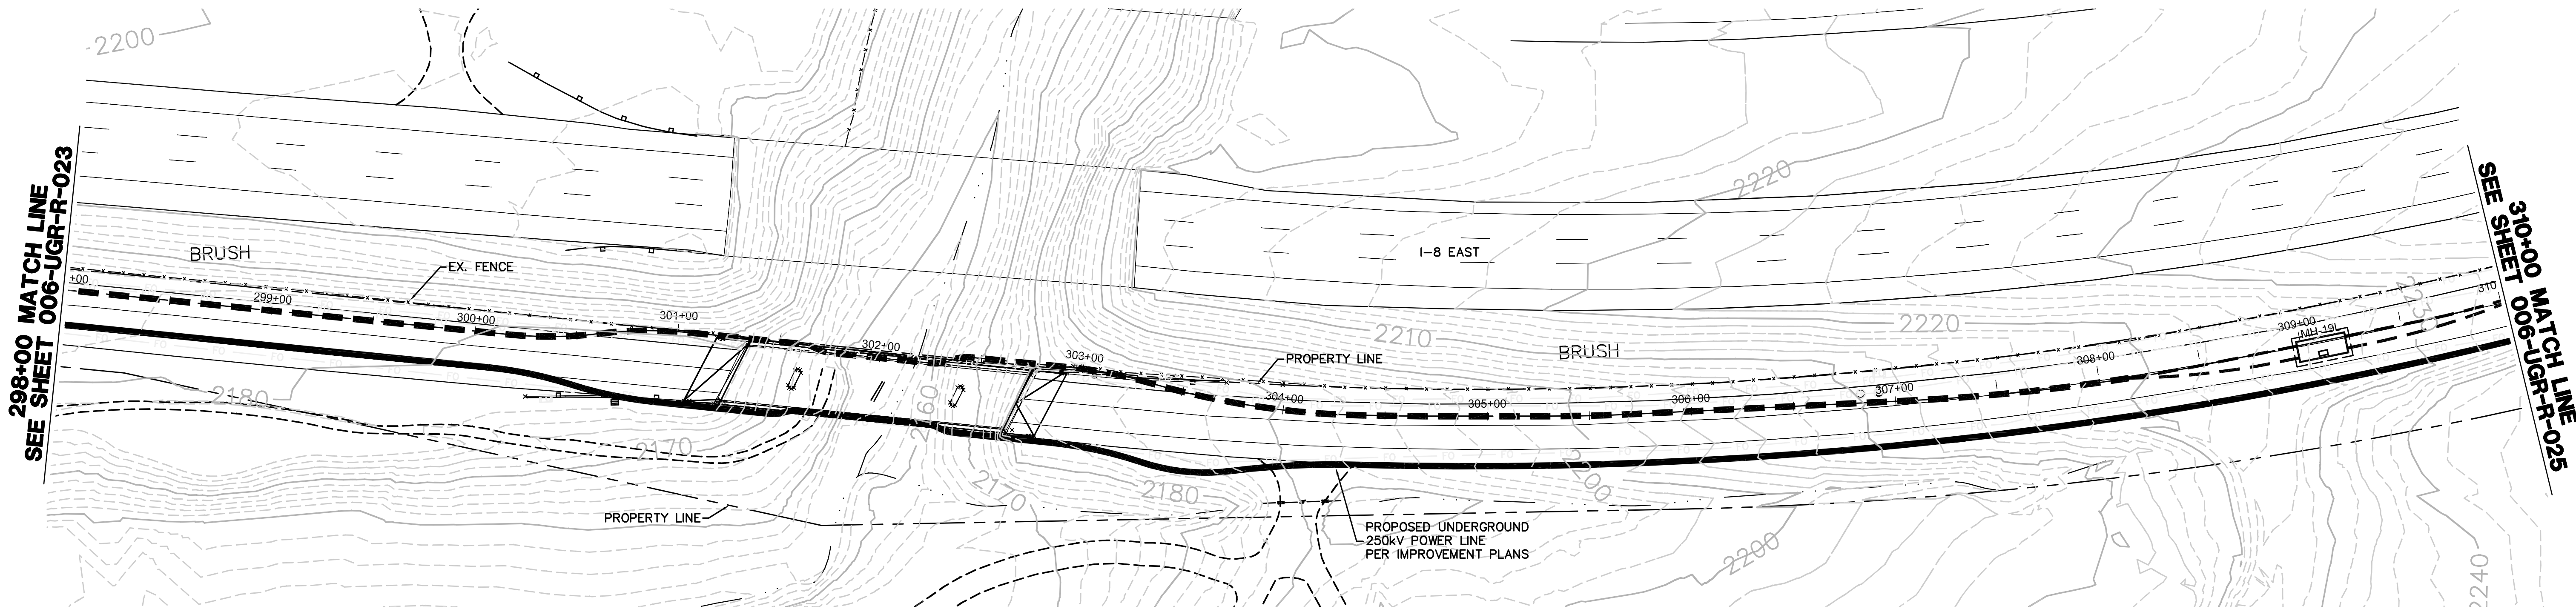 2200
298+00 MATCH LINE
SEE SHEET 006-UGR-R-023
BRUSH
EX. FENCE
+00
299+00
300+00
301+00
302+00
303+00
304+00
305+00
306+00
307+00
308+00
309+00
310
MH-19
I-8 EAST
2220
2210
BRUSH
2220
PROPERTY LINE
2180
2170
2160
2170
2180
2200
2200
2240
PROPERTY LINE
PROPOSED UNDERGROUND
250kV POWER LINE
PER IMPROVEMENT PLANS
310+00 MATCH LINE
SEE SHEET 006-UGR-R-025